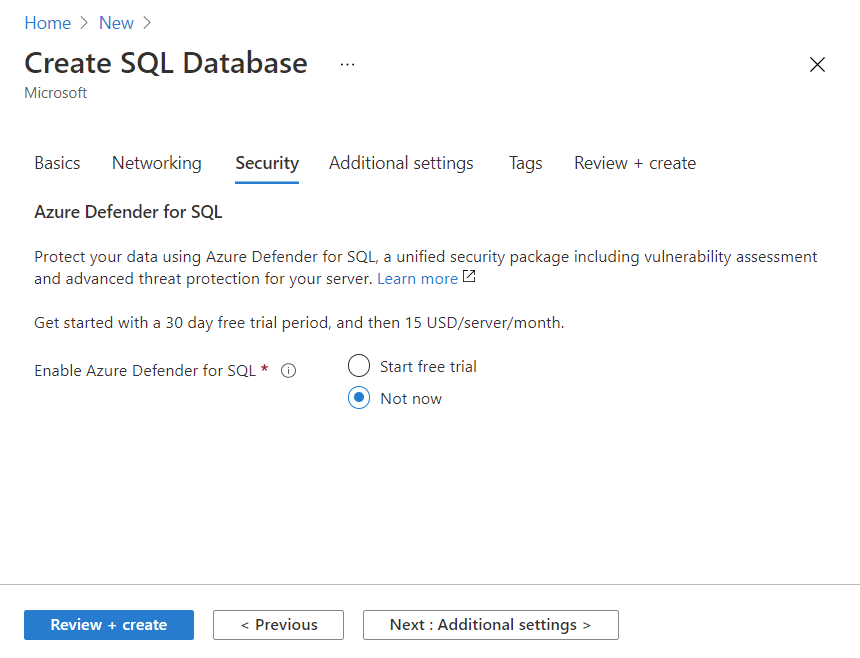 Home > New >
Create SQL Database ...
Microsoft
Basics Networking Security Additional settings Tags Review + create
Azure Defender for SQL
Protect your data using Azure Defender for SQL, a unified security package including vulnerability assessment
and advanced threat protection for your server. Learn more
Get started with a 30 day free trial period, and then 15 USD/server/month.
Enable Azure Defender for SQL *
Start free trial
Not now
Review + create < Previous Next : Additional settings >